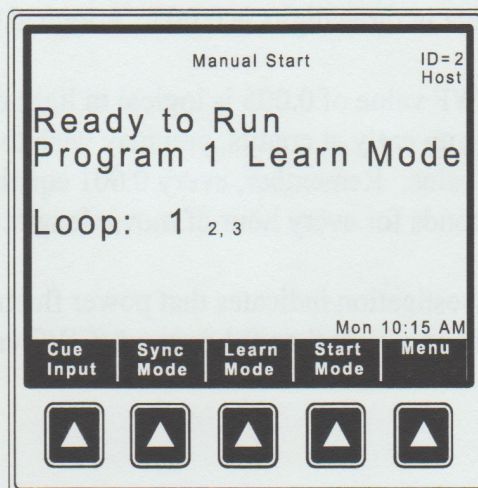 Manual Start ID=2
Host
Ready to Run
Program 1 Learn Mode
Loop: 1 2, 3
Mon 10:15 AM
Cue Input Sync Mode Learn Mode Start Mode Menu